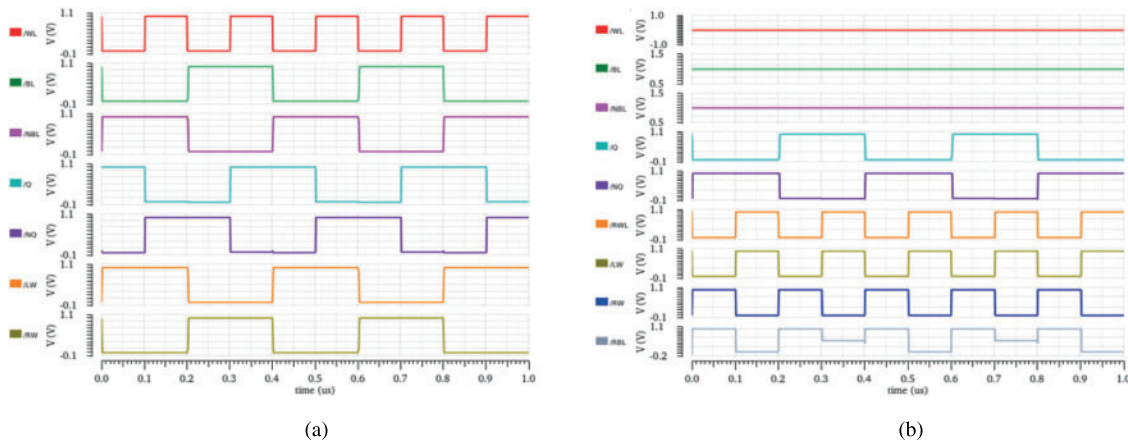 /WL V (V) 1.1 -0.1
/BL V (V) 1.1 -0.1
/NBL V (V) 1.1 -0.1
/Q V (V) 1.1 -0.1
/NQ V (V) 1.1 -0.1
/LW V (V) 1.1 -0.1
/RW V (V) 1.1 -0.1
0.0 0.1 0.2 0.3 0.4 0.5 0.6 0.7 0.8 0.9 1.0
time (us)
(a)
/WL V (V) 1.0 -1.0
/BL V (V) 1.5 0.5
/NBL V (V) 1.5 0.5
/Q V (V) 1.1 -0.1
/NQ V (V) 1.1 -0.1
/RWL V (V) 1.1 -0.1
/LW V (V) 1.1 -0.1
/RW V (V) 1.1 -0.1
/RBL V (V) 1.1 -0.2
0.0 0.1 0.2 0.3 0.4 0.5 0.6 0.7 0.8 0.9 1.0
time (us)
(b)